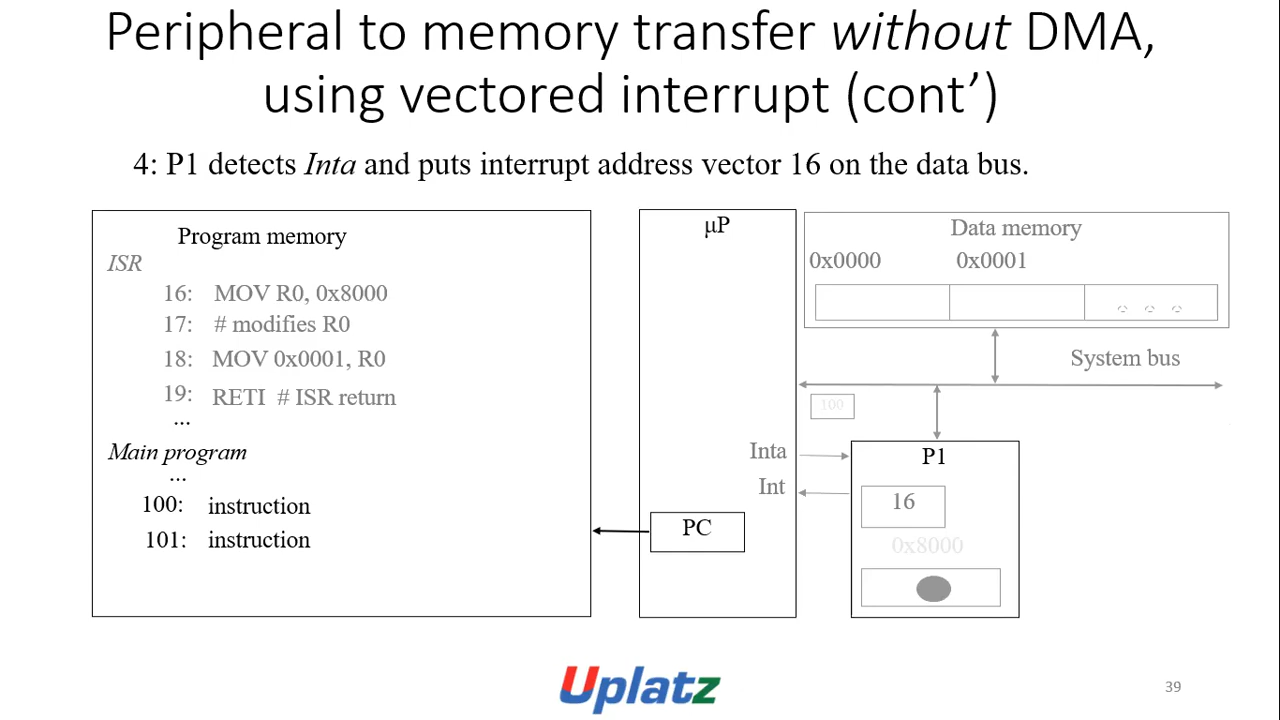 Peripheral to memory transfer without DMA,
using vectored interrupt (cont’)
4: P1 detects Inta and puts interrupt address vector 16 on the data bus.
Program memory
ISR
16: MOV R0, 0x8000
17: # modifies R0
18: MOV 0x0001, R0
19: RETI # ISR return
...
Main program
...
100: instruction
101: instruction
μP
Inta
Int
PC
Data memory
0x0000 0x0001
System bus
100
P1
16
0x8000
Uplatz
39